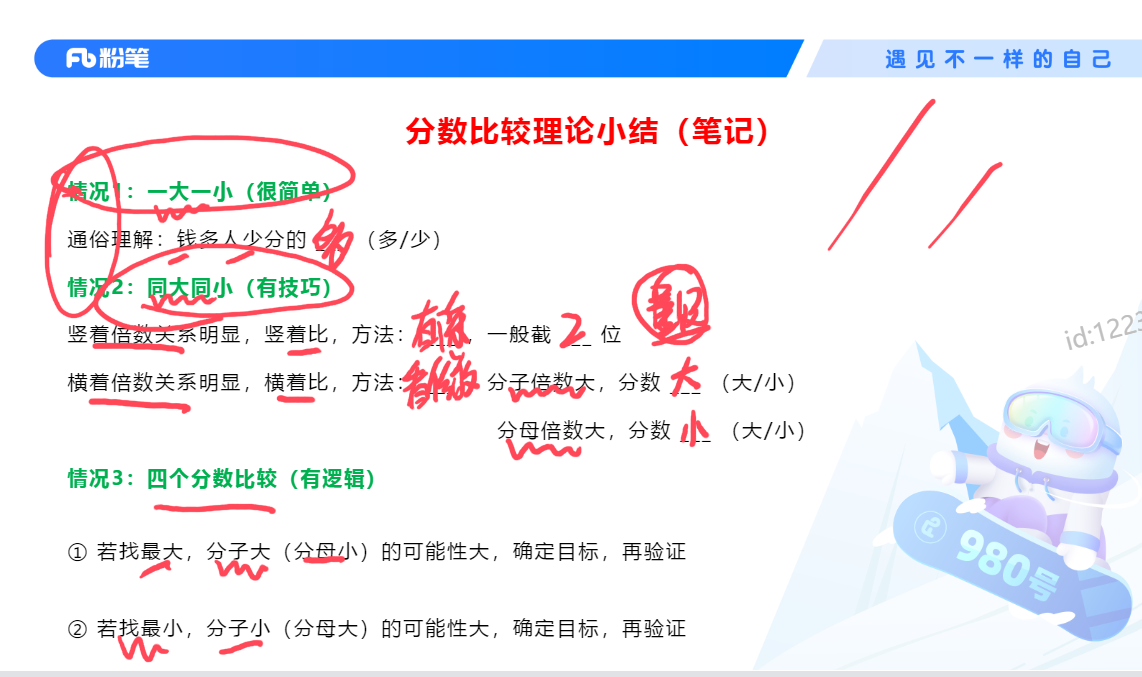 粉笔
遇见不一样的自己
分数比较理论小结（笔记）
情况1：一大一小（很简单）
通俗理解：钱多人少分的 多 （多/少）
情况2：同大同小（有技巧）
竖着倍数关系明显，竖着比，方法：直除，一般截 2 位
横着倍数关系明显，横着比，方法： 分子倍数大，分数 大 （大/小）
分母倍数大，分数 小 （大/小）
情况3：四个分数比较（有逻辑）
① 若找最大，分子大（分母小）的可能性大，确定目标，再验证
② 若找最小，分子小（分母大）的可能性大，确定目标，再验证
id:1223
980号